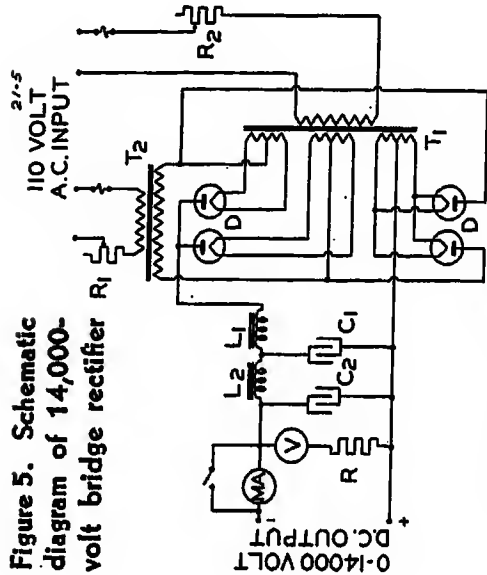 Figure 5. Schematic
diagram of 14,000-
volt bridge rectifier
110 VOLT
A.C. INPUT
R1
T2
R2
D
T1
D
L1
L2
C1
C2
MA
V
R
-
+
0-14000 VOLT
D.C. OUTPUT